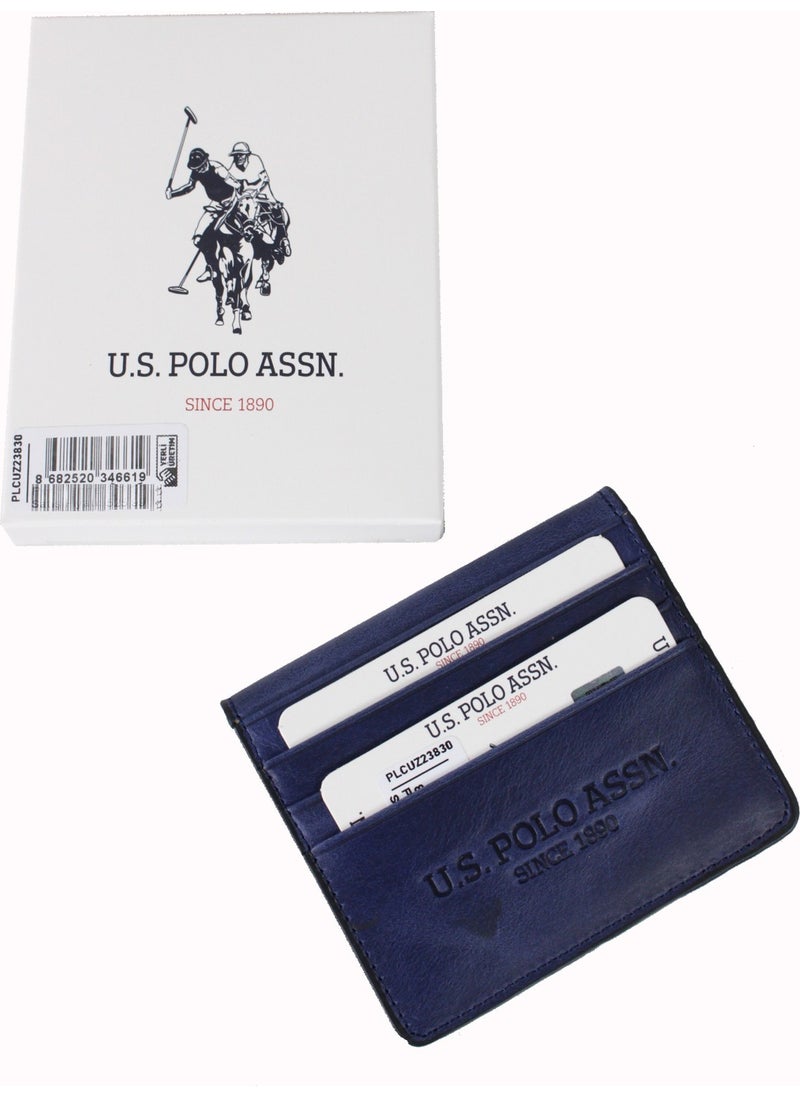 U.S. POLO ASSN.
SINCE 1890
PLCUZ23830
8 682520 346619
YERLİ
ÜRETİM
U.S. POLO ASSN.
SINCE 1890
U.S. POLO ASSN.
SINCE 1890
PLCUZ23830
U.S. POLO ASSN.
SINCE 1890